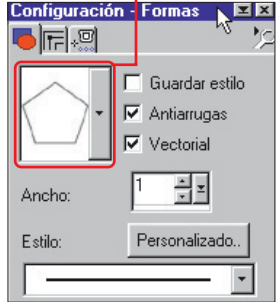 Configuración - Formas
Guardar estilo
Antiarrugas
Vectorial
Ancho:
1
Estilo:
Personalizado..